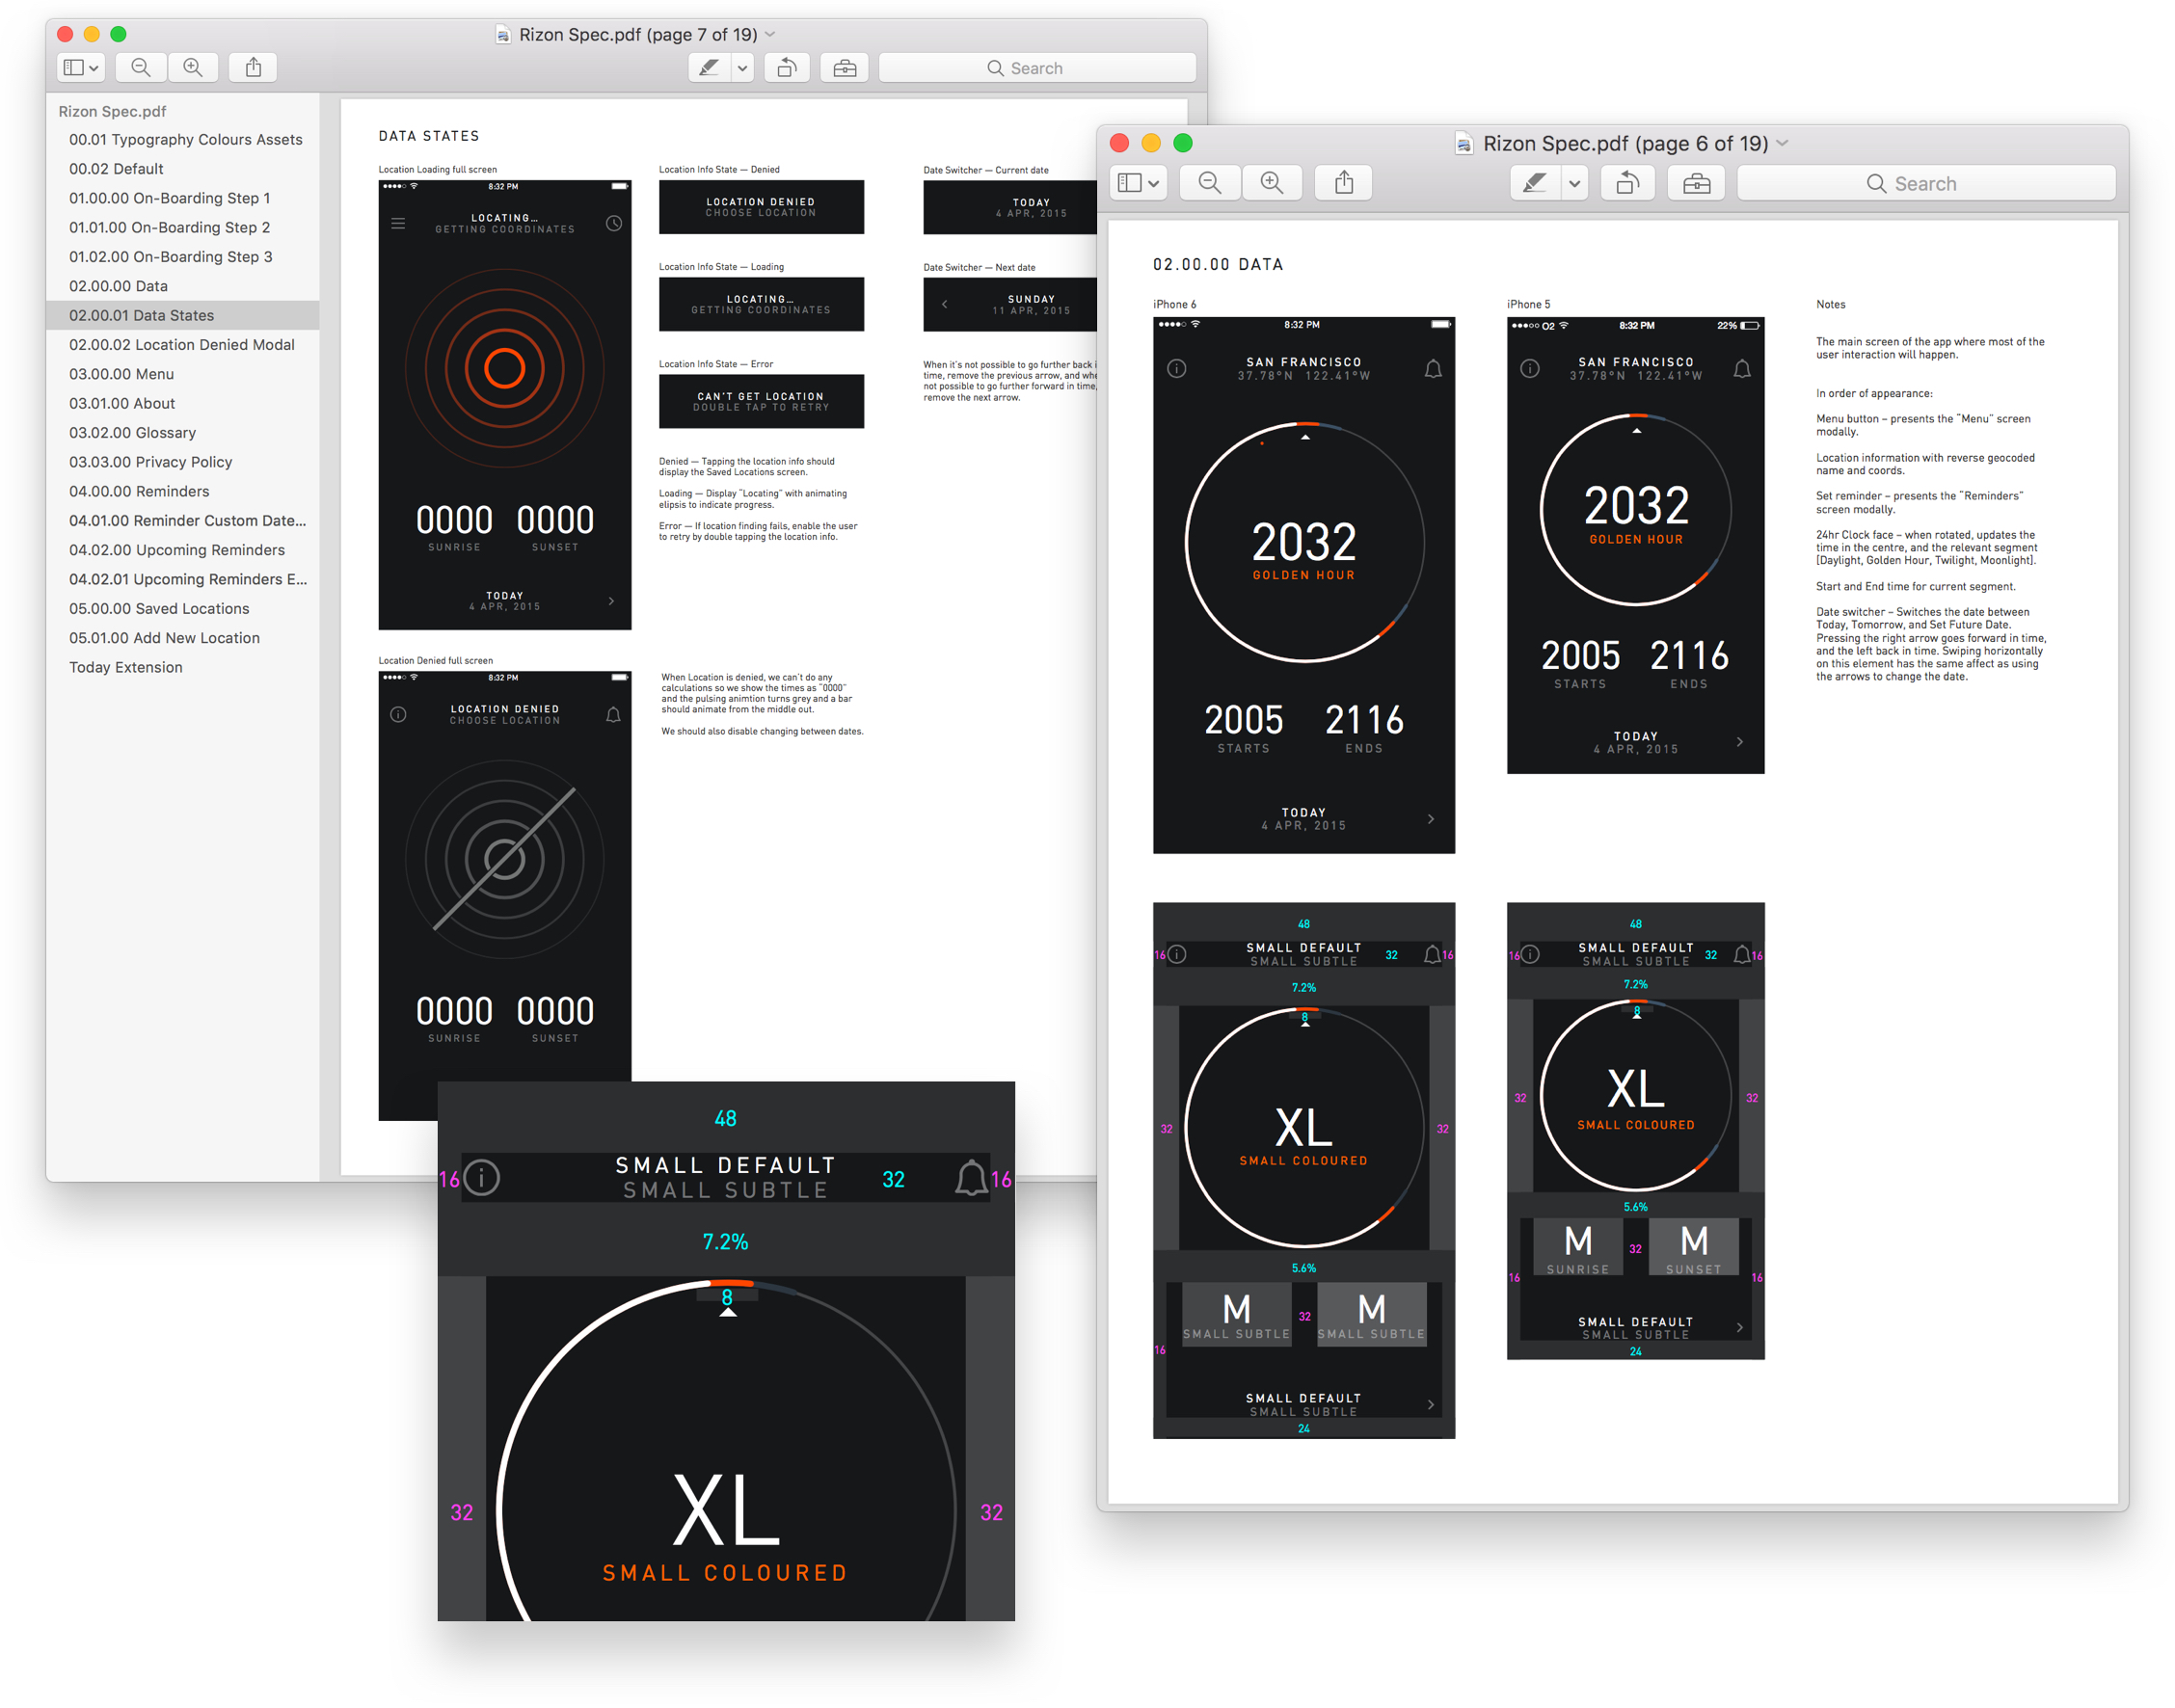 Rizon Spec.pdf (page 7 of 19)
Search
Rizon Spec.pdf
00.01 Typography Colours Assets
00.02 Default
01.00.00 On-Boarding Step 1
01.01.00 On-Boarding Step 2
01.02.00 On-Boarding Step 3
02.00.00 Data
02.00.01 Data States
02.00.02 Location Denied Modal
03.00.00 Menu
03.01.00 About
03.02.00 Glossary
03.03.00 Privacy Policy
04.00.00 Reminders
04.01.00 Reminder Custom Date...
04.02.00 Upcoming Reminders
04.02.01 Upcoming Reminders E...
05.00.00 Saved Locations
05.01.00 Add New Location
Today Extension
DATA STATES
Location Loading full screen
8:32 PM
LOCATING...
GETTING COORDINATES
0000 0000
SUNRISE SUNSET
TODAY
4 APR, 2015
Location Denied full screen
8:32 PM
LOCATION DENIED
CHOOSE LOCATION
0000 0000
SUNRISE SUNSET
Location Info State — Denied
LOCATION DENIED
CHOOSE LOCATION
Location Info State — Loading
LOCATING...
GETTING COORDINATES
Location Info State — Error
CAN'T GET LOCATION
DOUBLE TAP TO RETRY
Denied — Tapping the location info should
display the Saved Locations screen.
Loading — Display "Locating" with animating
elipsis to indicate progress.
Error — If location finding fails, enable the user
to retry by double tapping the location info.
When Location is denied, we can't do any
calculations so we show the times as "0000"
and the pulsing animtion turns grey and a bar
should animate from the middle out.
We should also disable changing between dates.
Date Switcher — Current date
TODAY
4 APR, 2015
Date Switcher — Next date
SUNDAY
11 APR, 2015
When it's not possible to go further back i
time, remove the previous arrow, and whe
not possible to go further forward in time,
remove the next arrow.
Rizon Spec.pdf (page 6 of 19)
Search
02.00.00 DATA
iPhone 6
8:32 PM
SAN FRANCISCO
37.78°N 122.41°W
2032
GOLDEN HOUR
2005 2116
STARTS ENDS
TODAY
4 APR, 2015
iPhone 5
O2 8:32 PM 22%
SAN FRANCISCO
37.78°N 122.41°W
2032
GOLDEN HOUR
2005 2116
STARTS ENDS
TODAY
4 APR, 2015
Notes
The main screen of the app where most of the
user interaction will happen.
In order of appearance:
Menu button – presents the "Menu" screen
modally.
Location information with reverse geocoded
name and coords.
Set reminder – presents the "Reminders"
screen modally.
24hr Clock face – when rotated, updates the
time in the centre, and the relevant segment
[Daylight, Golden Hour, Twilight, Moonlight].
Start and End time for current segment.
Date switcher – Switches the date between
Today, Tomorrow, and Set Future Date.
Pressing the right arrow goes forward in time,
and the left back in time. Swiping horizontally
on this element has the same affect as using
the arrows to change the date.
48
16 SMALL DEFAULT 32 16
SMALL SUBTLE
7.2%
8
XL
32 32
SMALL COLOURED
5.6%
M 32 M
SMALL SUBTLE SMALL SUBTLE
16
SMALL DEFAULT
SMALL SUBTLE
24
48
16 SMALL DEFAULT 32 16
SMALL SUBTLE
7.2%
8
XL
32 32
SMALL COLOURED
5.6%
M 32 M
SUNRISE SUNSET
16 16
SMALL DEFAULT
SMALL SUBTLE
24
48
16 SMALL DEFAULT 32 16
SMALL SUBTLE
7.2%
8
XL
32 32
SMALL COLOURED